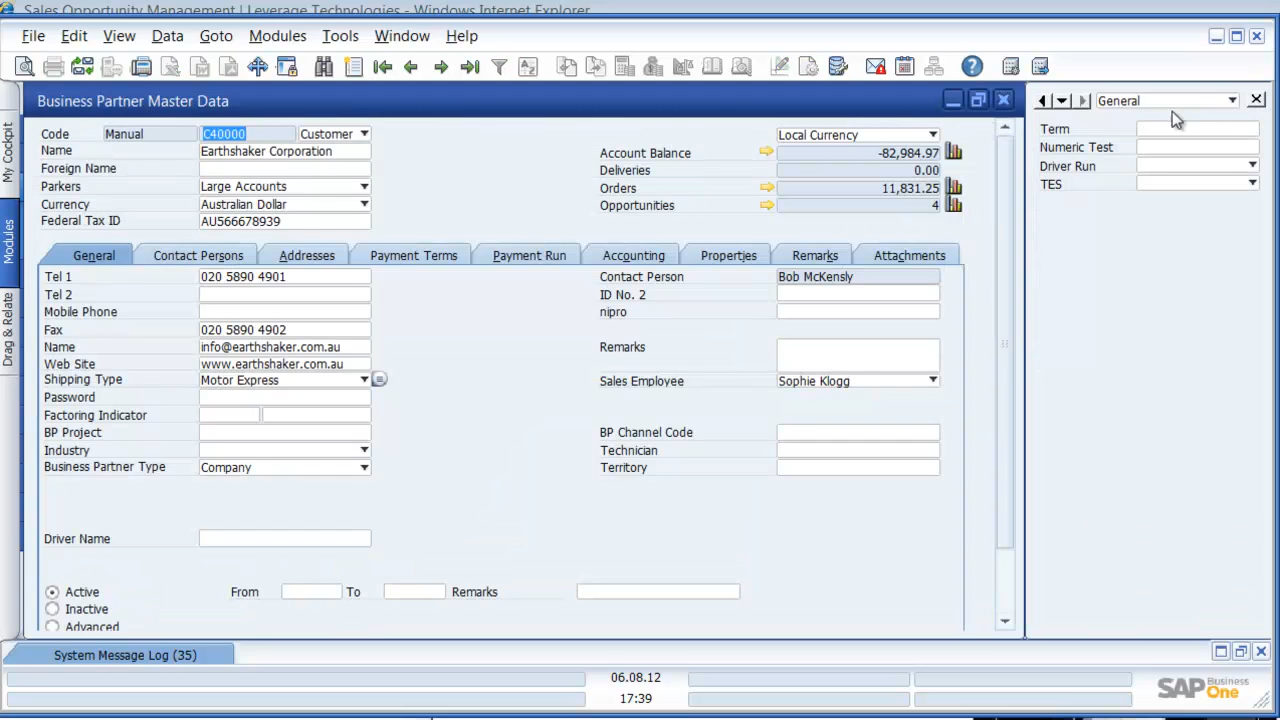 Sales Opportunity Management | Leverage Technologies - Windows Internet Explorer
File Edit View Data Goto Modules Tools Window Help
Business Partner Master Data
General
My Cockpit
Modules
Drag & Relate
Code Manual C40000 Customer Local Currency
Name Earthshaker Corporation Account Balance -82,984.97
Foreign Name Deliveries 0.00
Parkers Large Accounts Orders 11,831.25
Currency Australian Dollar Opportunities 4
Federal Tax ID AU566678939
Term
Numeric Test
Driver Run
TES
General Contact Persons Addresses Payment Terms Payment Run Accounting Properties Remarks Attachments
Tel 1 020 5890 4901 Contact Person Bob McKensly
Tel 2 ID No. 2
Mobile Phone nipro
Fax 020 5890 4902
Name info@earthshaker.com.au Remarks
Web Site www.earthshaker.com.au
Shipping Type Motor Express Sales Employee Sophie Klogg
Password
Factoring Indicator
BP Project BP Channel Code
Industry Technician
Business Partner Type Company Territory
Driver Name
Active From To Remarks
Inactive
Advanced
System Message Log (35)
06.08.12
17:39
SAP Business One